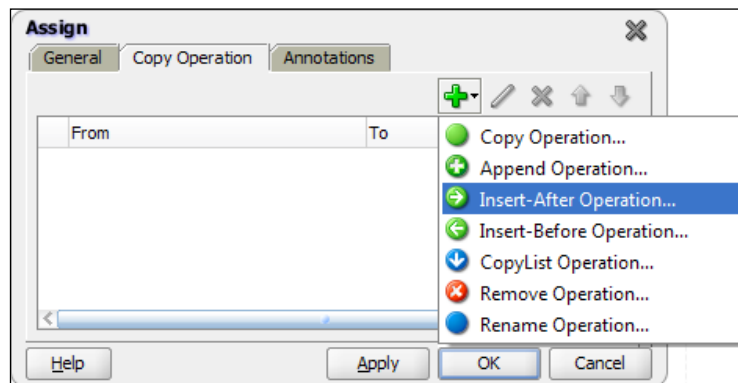 Assign
General Copy Operation Annotations
From To
Copy Operation...
Append Operation...
Insert-After Operation...
Insert-Before Operation...
CopyList Operation...
Remove Operation...
Rename Operation...
Help Apply OK Cancel